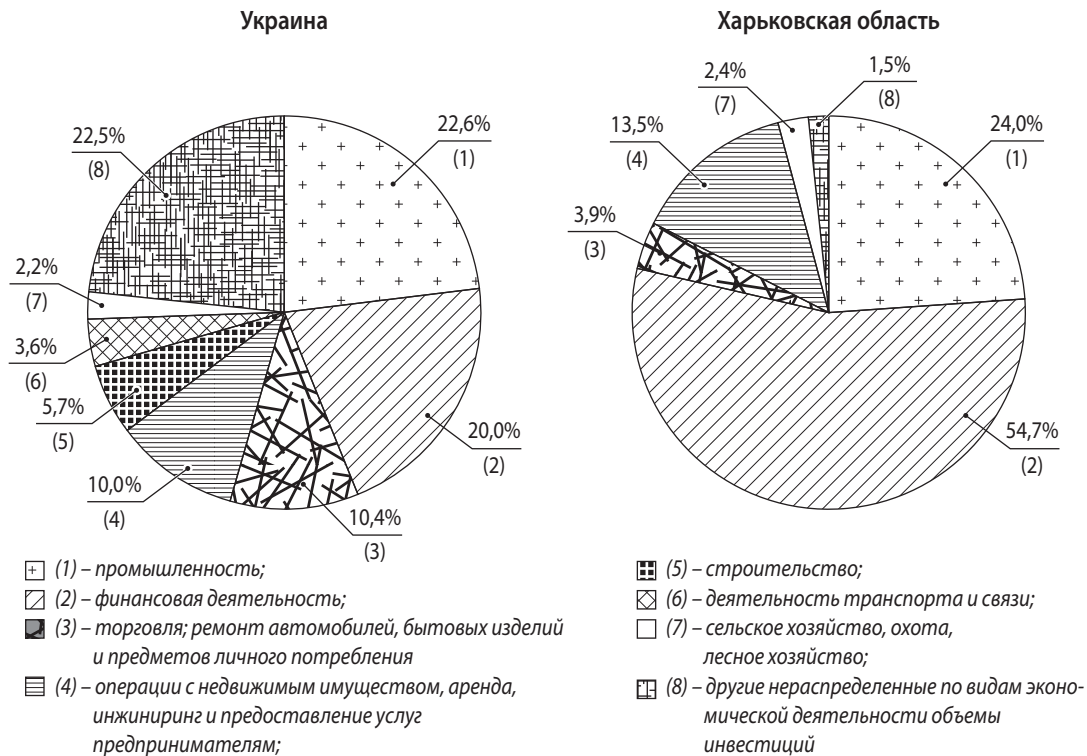 Украина
22,6%
(1)
20,0%
(2)
10,4%
(3)
10,0%
(4)
5,7%
(5)
3,6%
(6)
2,2%
(7)
22,5%
(8)
Харьковская область
24,0%
(1)
54,7%
(2)
3,9%
(3)
13,5%
(4)
2,4%
(7)
1,5%
(8)
(1) – промышленность;
(2) – финансовая деятельность;
(3) – торговля; ремонт автомобилей, бытовых изделий
и предметов личного потребления
(4) – операции с недвижимым имуществом, аренда,
инжиниринг и предоставление услуг
предпринимателям;
(5) – строительство;
(6) – деятельность транспорта и связи;
(7) – сельское хозяйство, охота,
лесное хозяйство;
(8) – другие нераспределенные по видам эконо-
мической деятельности объемы
инвестиций